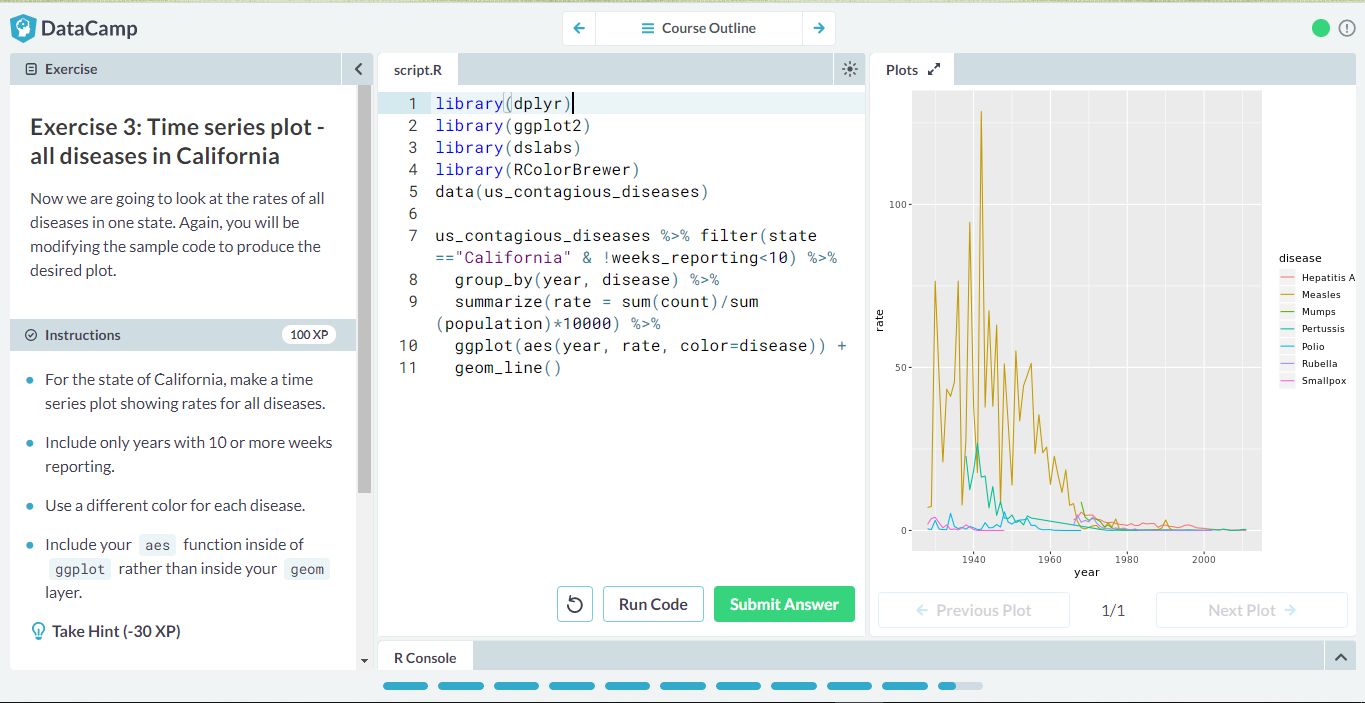 DataCamp
Course Outline
Exercise
Exercise 3: Time series plot -
all diseases in California
Now we are going to look at the rates of all
diseases in one state. Again, you will be
modifying the sample code to produce the
desired plot.
Instructions
100 XP
For the state of California, make a time
series plot showing rates for all diseases.
Include only years with 10 or more weeks
reporting.
Use a different color for each disease.
Include your aes function inside of
ggplot rather than inside your geom
layer.
Take Hint (-30 XP)
script.R
1 library(dplyr)
2 library(ggplot2)
3 library(dslabs)
4 library(RColorBrewer)
5 data(us_contagious_diseases)
6
7 us_contagious_diseases %>% filter(state
=="California" & !weeks_reporting<10) %>%
8 group_by(year, disease) %>%
9 summarize(rate = sum(count)/sum
(population)*10000) %>%
10 ggplot(aes(year, rate, color=disease)) +
11 geom_line()
Run Code
Submit Answer
R Console
Plots
100
50
0
rate
1940 1960 1980 2000
year
disease
Hepatitis A
Measles
Mumps
Pertussis
Polio
Rubella
Smallpox
Previous Plot
1/1
Next Plot